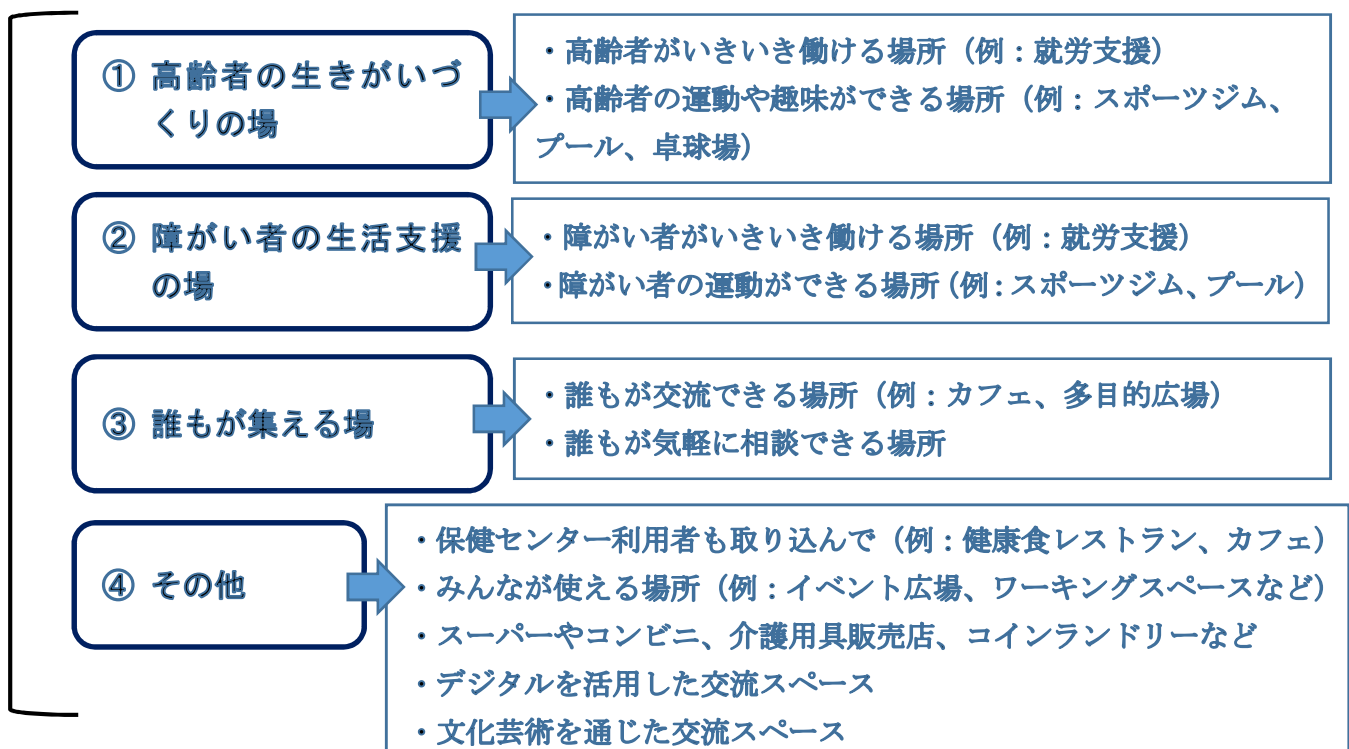 ① 高齢者の生きがいづ
くりの場
・高齢者がいきいき働ける場所（例：就労支援）
・高齢者の運動や趣味ができる場所（例：スポーツジム、
プール、卓球場）
② 障がい者の生活支援
の場
・障がい者がいきいき働ける場所（例：就労支援）
・障がい者の運動ができる場所（例：スポーツジム、プール）
③ 誰もが集える場
・誰もが交流できる場所（例：カフェ、多目的広場）
・誰もが気軽に相談できる場所
④ その他
・保健センター利用者も取り込んで（例：健康食レストラン、カフェ）
・みんなが使える場所（例：イベント広場、ワーキングスペースなど）
・スーパーやコンビニ、介護用具販売店、コインランドリーなど
・デジタルを活用した交流スペース
・文化芸術を通じた交流スペース